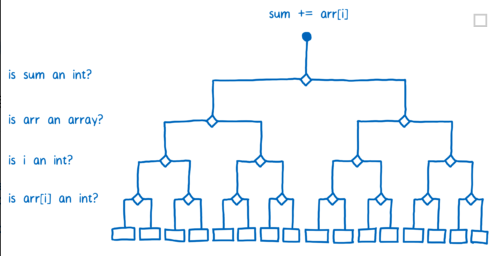 sum += arr[i]
is sum an int?
is arr an array?
is i an int?
is arr[i] an int?